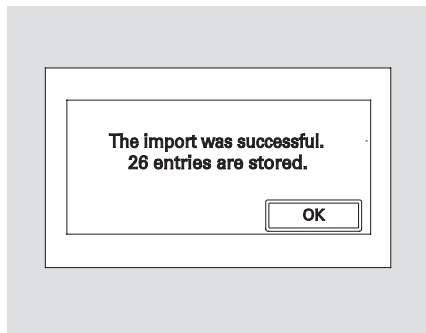 The import was successful.
26 entries are stored.
OK